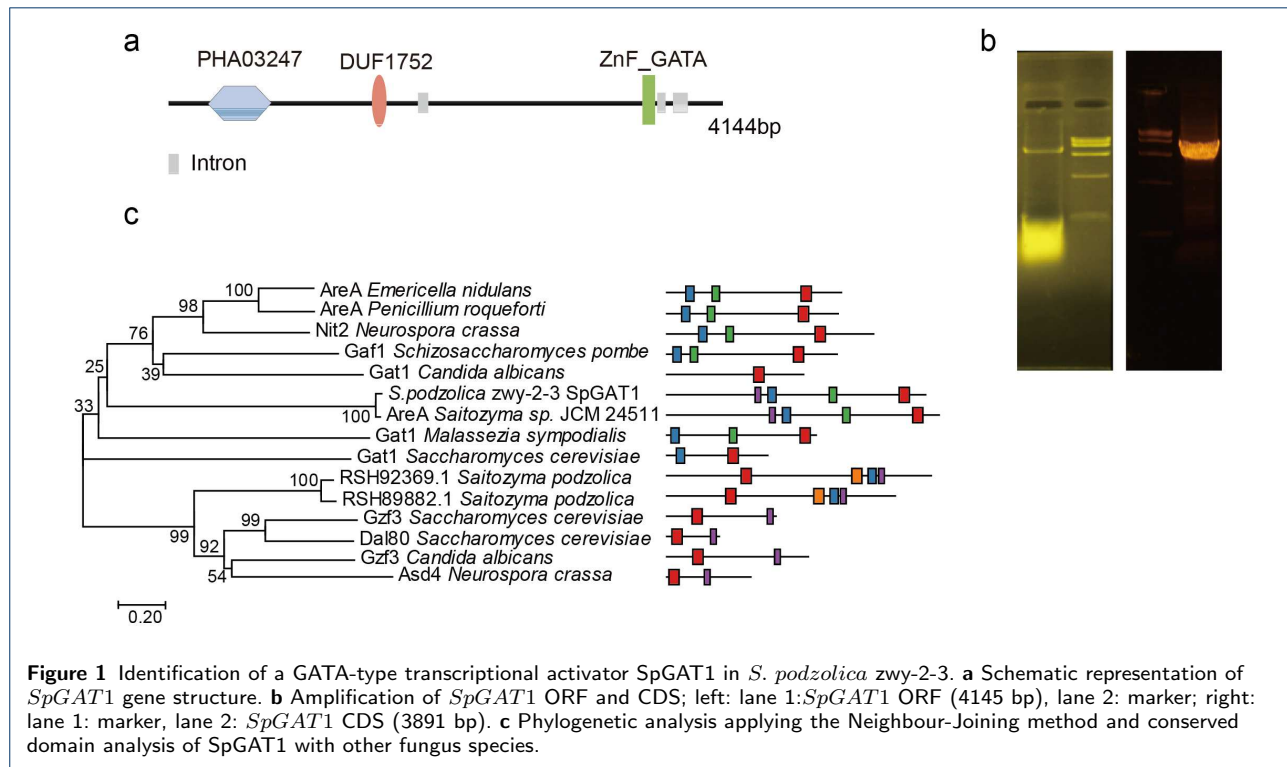 a
PHA03247
DUF1752
ZnF_GATA
4144bp
Intron
b
c
100
98
76
39
25
33
100
100
99
99
92
54
AreA Emericella nidulans
AreA Penicillium roqueforti
Nit2 Neurospora crassa
Gaf1 Schizosaccharomyces pombe
Gat1 Candida albicans
S.podzolica zwy-2-3 SpGAT1
AreA Saitozyma sp. JCM 24511
Gat1 Malassezia sympodialis
Gat1 Saccharomyces cerevisiae
RSH92369.1 Saitozyma podzolica
RSH89882.1 Saitozyma podzolica
Gzf3 Saccharomyces cerevisiae
Dal80 Saccharomyces cerevisiae
Gzf3 Candida albicans
Asd4 Neurospora crassa
0.20
Figure 1 Identification of a GATA-type transcriptional activator SpGAT1 in S. podzolica zwy-2-3. a Schematic representation of
SpGAT1 gene structure. b Amplification of SpGAT1 ORF and CDS; left: lane 1:SpGAT1 ORF (4145 bp), lane 2: marker; right:
lane 1: marker, lane 2: SpGAT1 CDS (3891 bp). c Phylogenetic analysis applying the Neighbour-Joining method and conserved
domain analysis of SpGAT1 with other fungus species.